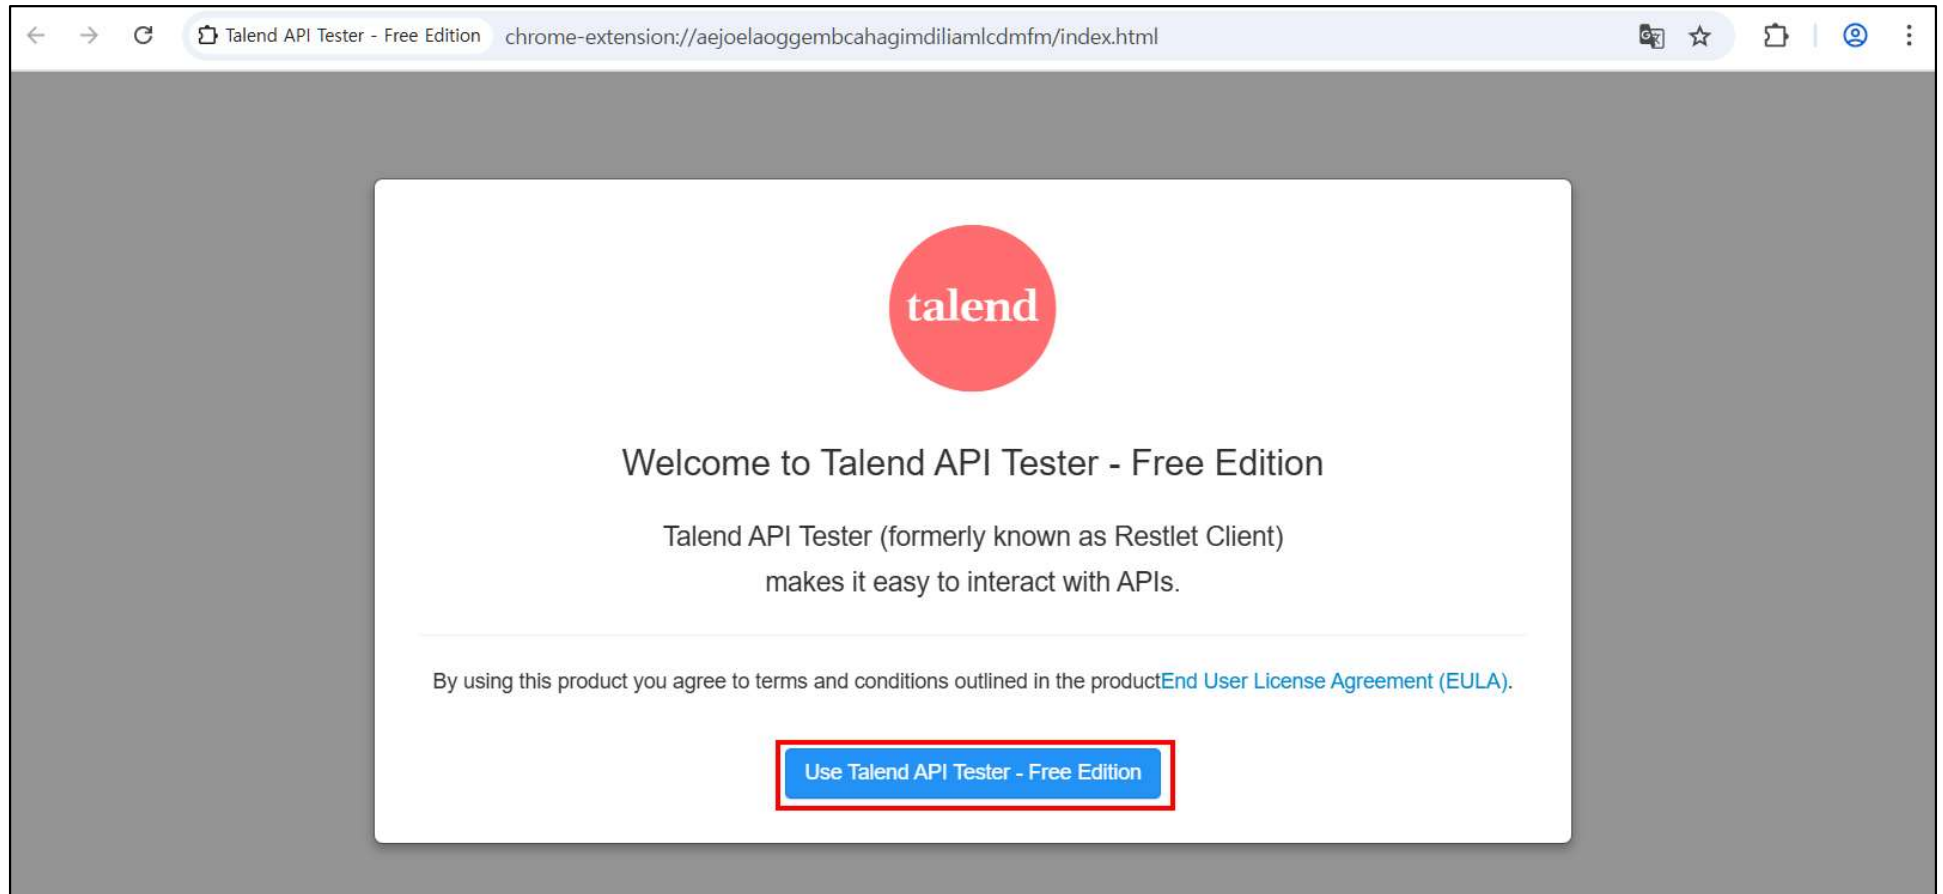 Talend API Tester - Free Edition chrome-extension://aejoelaoggembcahagimdiliamlcdmfm/index.html
talend
Welcome to Talend API Tester - Free Edition
Talend API Tester (formerly known as Restlet Client)
makes it easy to interact with APIs.
By using this product you agree to terms and conditions outlined in the productEnd User License Agreement (EULA).
Use Talend API Tester - Free Edition